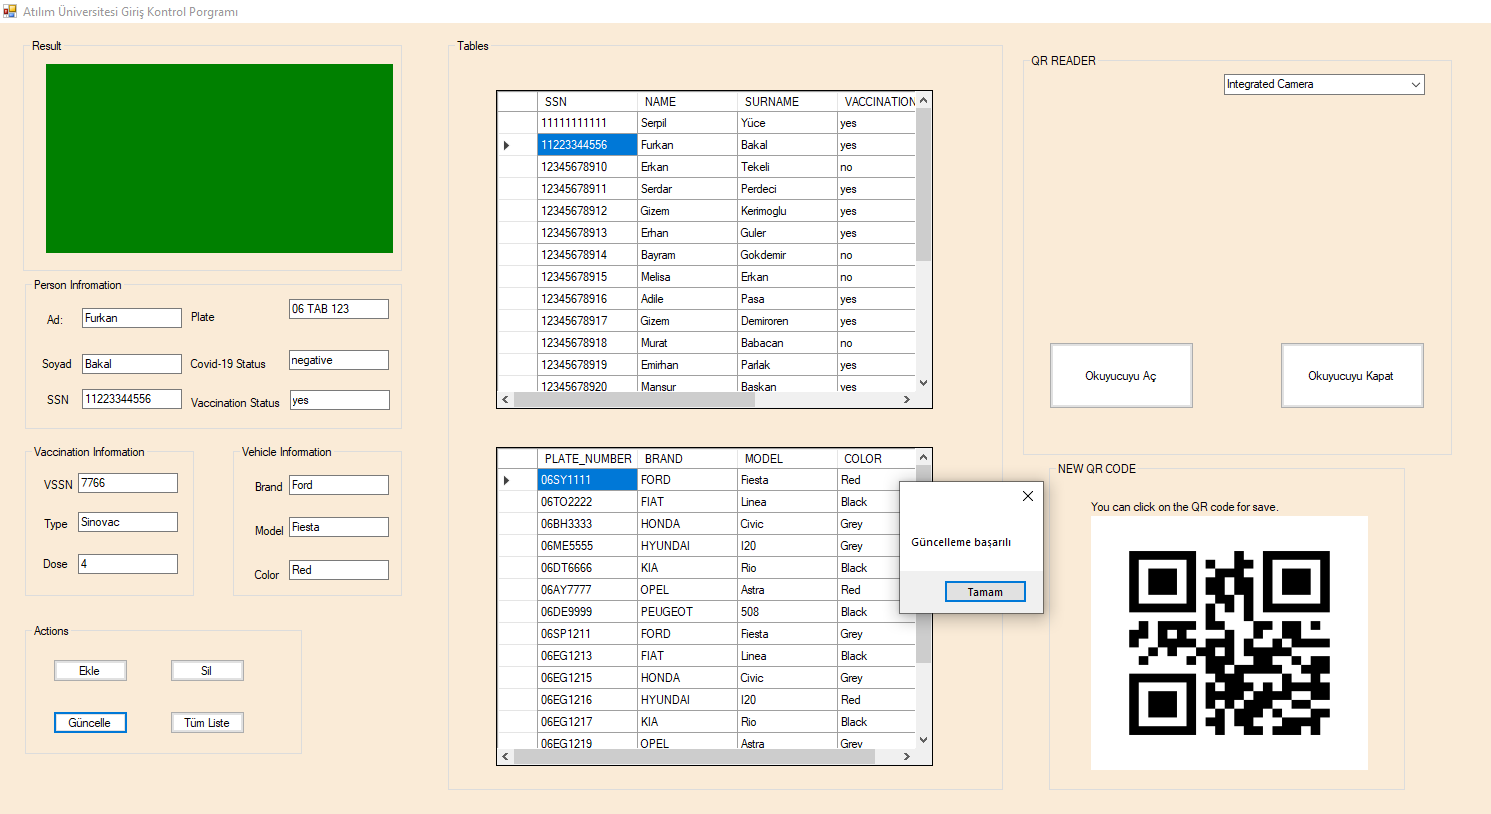 Atılım Üniversitesi Giriş Kontrol Porgramı
Result
Person Infromation
Ad: Furkan Plate 06 TAB 123
Soyad Bakal Covid-19 Status negative
SSN 11223344556 Vaccination Status yes
Vaccination Information
VSSN 7766
Type Sinovac
Dose 4
Vehicle Information
Brand Ford
Model Fiesta
Color Red
Actions
Ekle Sil
Güncelle Tüm Liste
Tables
SSN NAME SURNAME VACCINATION
11111111111 Serpil Yüce yes
11223344556 Furkan Bakal yes
12345678910 Erkan Tekeli no
12345678911 Serdar Perdeci yes
12345678912 Gizem Kerimoglu yes
12345678913 Erhan Guler yes
12345678914 Bayram Gokdemir no
12345678915 Melisa Erkan no
12345678916 Adile Pasa yes
12345678917 Gizem Demiroren yes
12345678918 Murat Babacan no
12345678919 Emirhan Parlak yes
12345678920 Mansur Baskan yes
PLATE_NUMBER BRAND MODEL COLOR
06SY1111 FORD Fiesta Red
06TO2222 FIAT Linea Black
06BH3333 HONDA Civic Grey
06ME5555 HYUNDAI I20 Grey
06DT6666 KIA Rio Black
06AY7777 OPEL Astra Red
06DE9999 PEUGEOT 508 Black
06SP1211 FORD Fiesta Grey
06EG1213 FIAT Linea Black
06EG1215 HONDA Civic Grey
06EG1216 HYUNDAI I20 Red
06EG1217 KIA Rio Black
06EG1219 OPEL Astra Grey
Güncelleme başarılı
Tamam
QR READER
Integrated Camera
Okuyucuyu Aç Okuyucuyu Kapat
NEW QR CODE
You can click on the QR code for save.